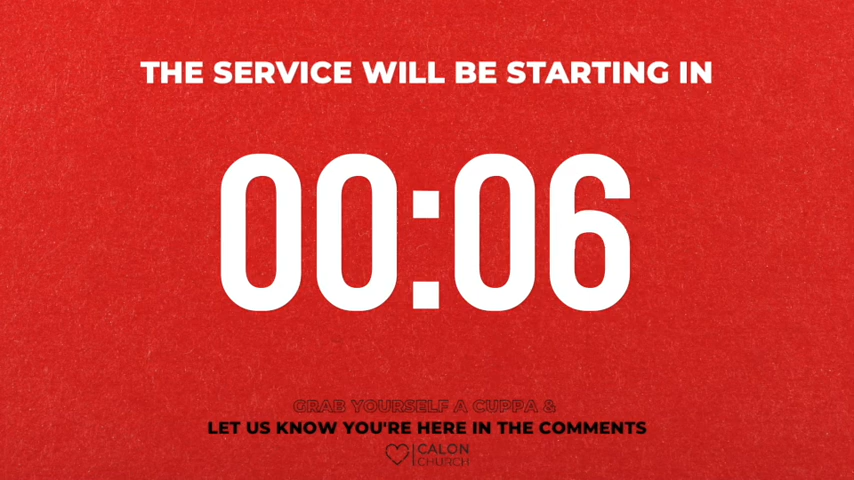 THE SERVICE WILL BE STARTING IN
00:06
GRAB YOURSELF A CUPPA &
LET US KNOW YOU'RE HERE IN THE COMMENTS
CALON
CHURCH